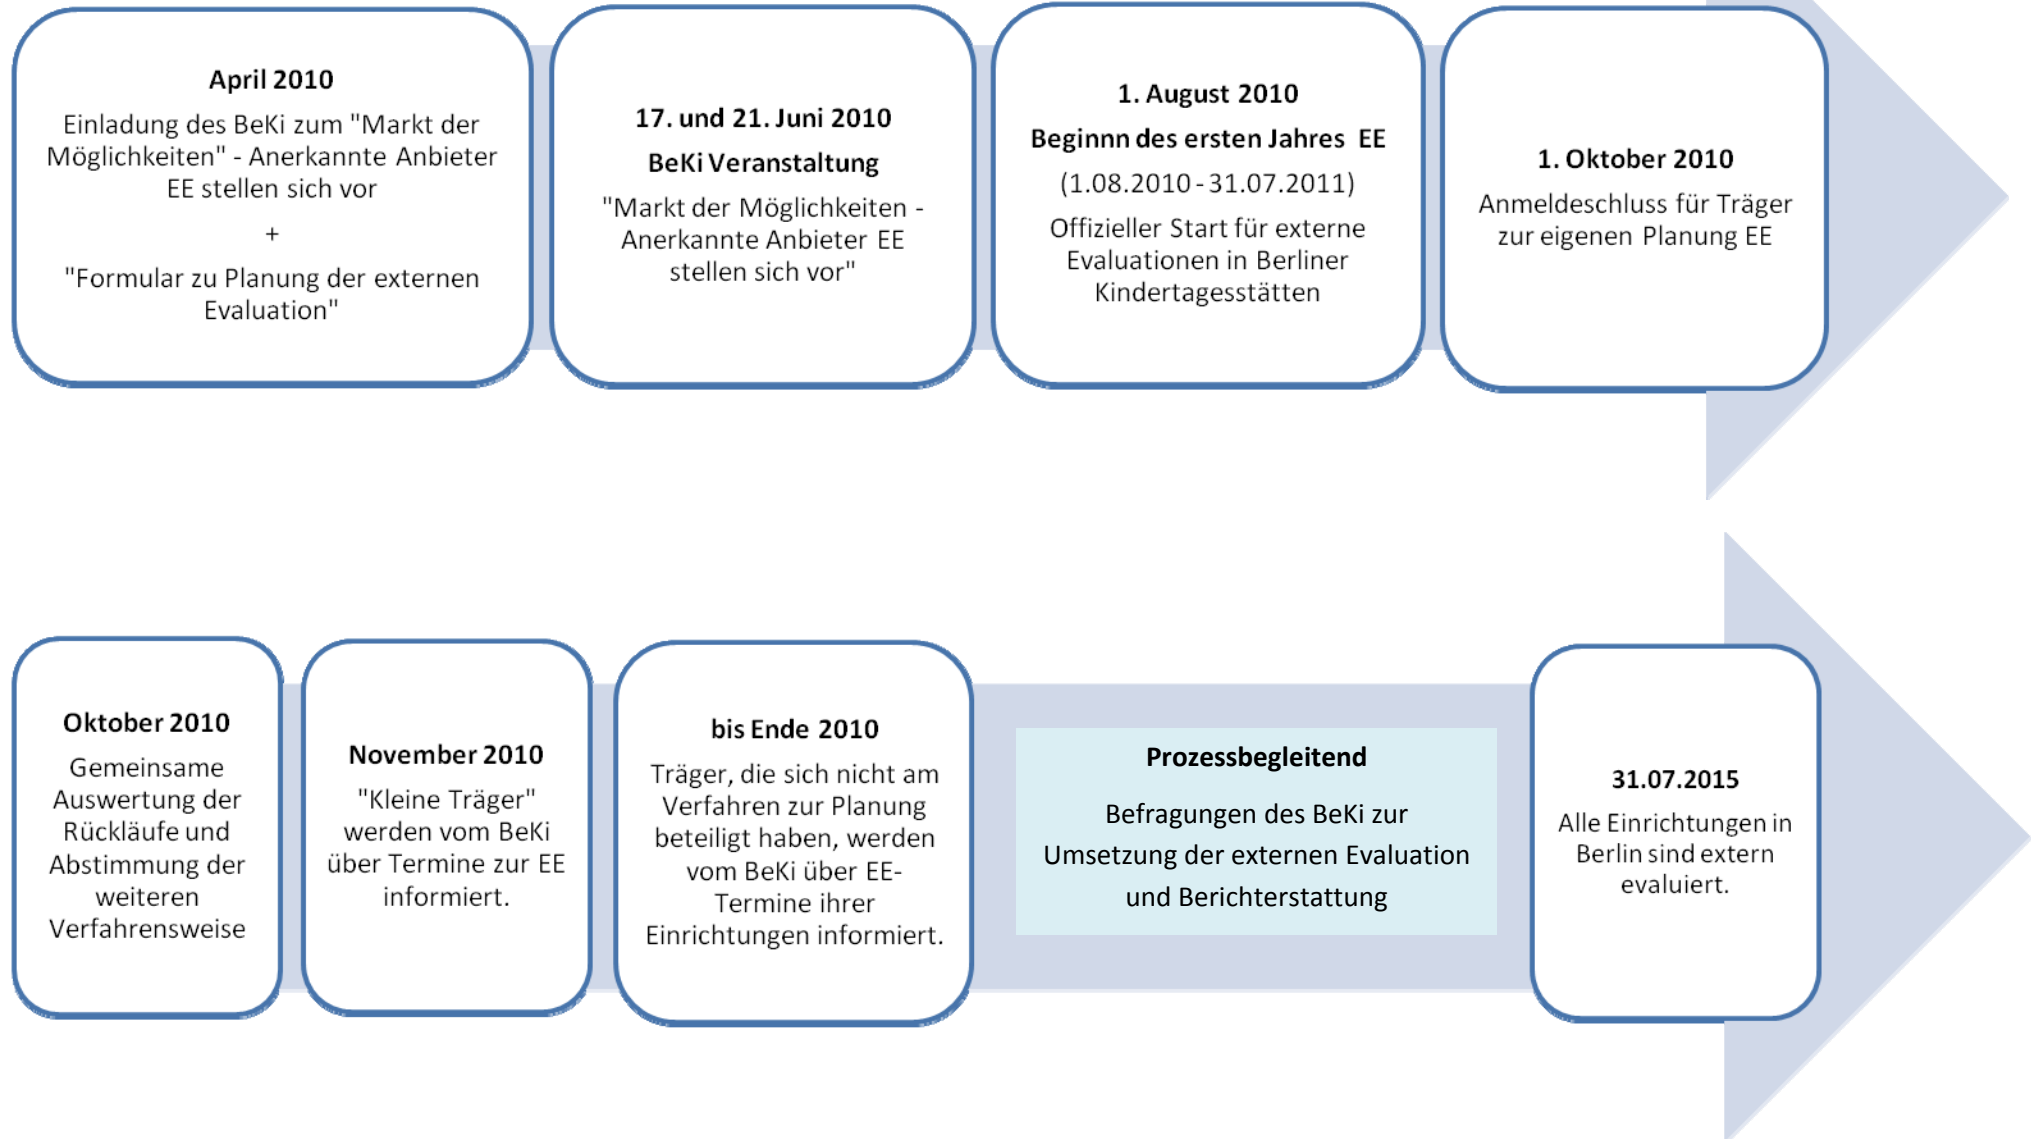 April 2010
Einladung des BeKi zum "Markt der
Möglichkeiten" - Anerkannte Anbieter
EE stellen sich vor
+
"Formular zu Planung der externen
Evaluation"
17. und 21. Juni 2010
BeKi Veranstaltung
"Markt der Möglichkeiten -
Anerkannte Anbieter EE
stellen sich vor"
1. August 2010
Beginnn des ersten Jahres EE
(1.08.2010 - 31.07.2011)
Offizieller Start für externe
Evaluationen in Berliner
Kindertagesstätten
1. Oktober 2010
Anmeldeschluss für Träger
zur eigenen Planung EE
Oktober 2010
Gemeinsame
Auswertung der
Rückläufe und
Abstimmung der
weiteren
Verfahrensweise
November 2010
"Kleine Träger"
werden vom BeKi
über Termine zur EE
informiert.
bis Ende 2010
Träger, die sich nicht am
Verfahren zur Planung
beteiligt haben, werden
vom BeKi über EE-
Termine ihrer
Einrichtungen informiert.
Prozessbegleitend
Befragungen des BeKi zur
Umsetzung der externen Evaluation
und Berichterstattung
31.07.2015
Alle Einrichtungen in
Berlin sind extern
evaluiert.